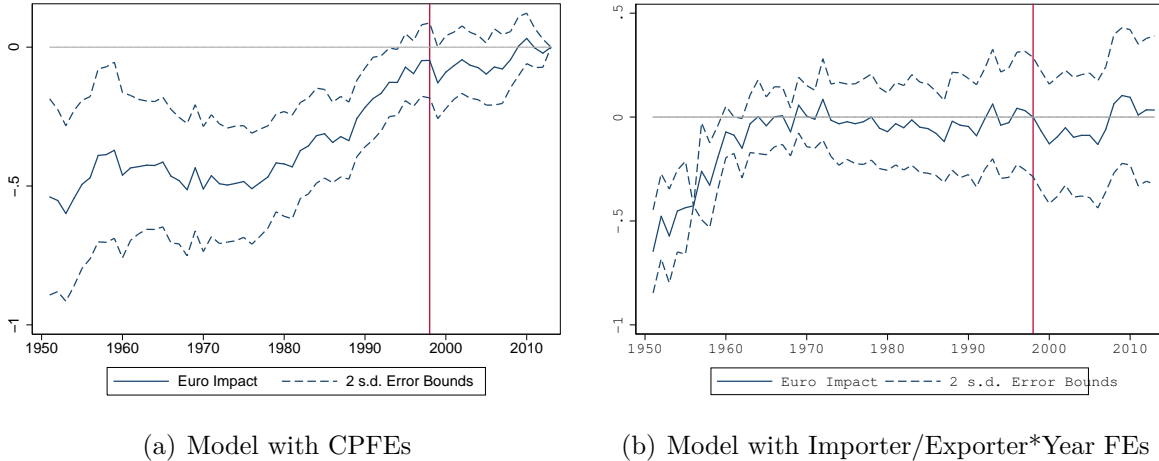 0
-.5
-1
1950 1960 1970 1980 1990 2000 2010
Euro Impact 2 s.d. Error Bounds
(a) Model with CPFEs
.5
0
-.5
-1
1950 1960 1970 1980 1990 2000 2010
Euro Impact 2 s.d. Error Bounds
(b) Model with Importer/Exporter*Year FEs